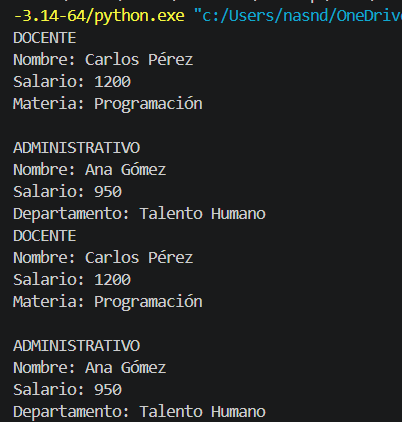 -3.14-64/python.exe "c:/Users/nasnd/OneDriv
DOCENTE
Nombre: Carlos Pérez
Salario: 1200
Materia: Programación
ADMINISTRATIVO
Nombre: Ana Gómez
Salario: 950
Departamento: Talento Humano
DOCENTE
Nombre: Carlos Pérez
Salario: 1200
Materia: Programación
ADMINISTRATIVO
Nombre: Ana Gómez
Salario: 950
Departamento: Talento Humano